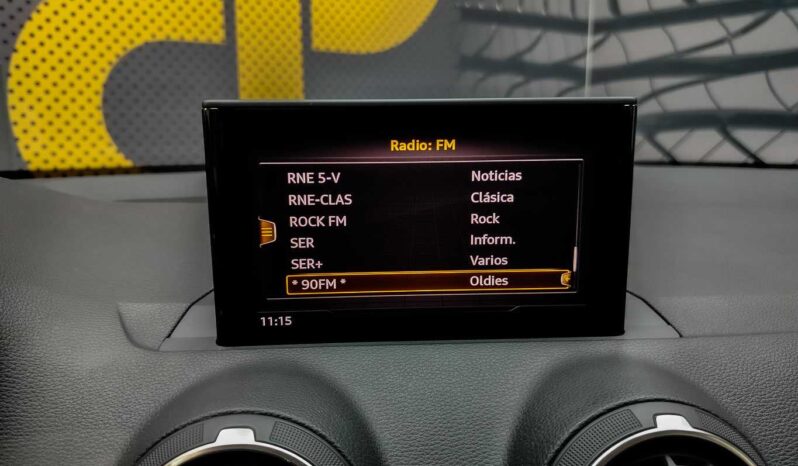 Radio: FM
RNE 5-V Noticias
RNE-CLAS Clásica
ROCK FM Rock
SER Inform.
SER+ Varios
* 90FM * Oldies
11:15